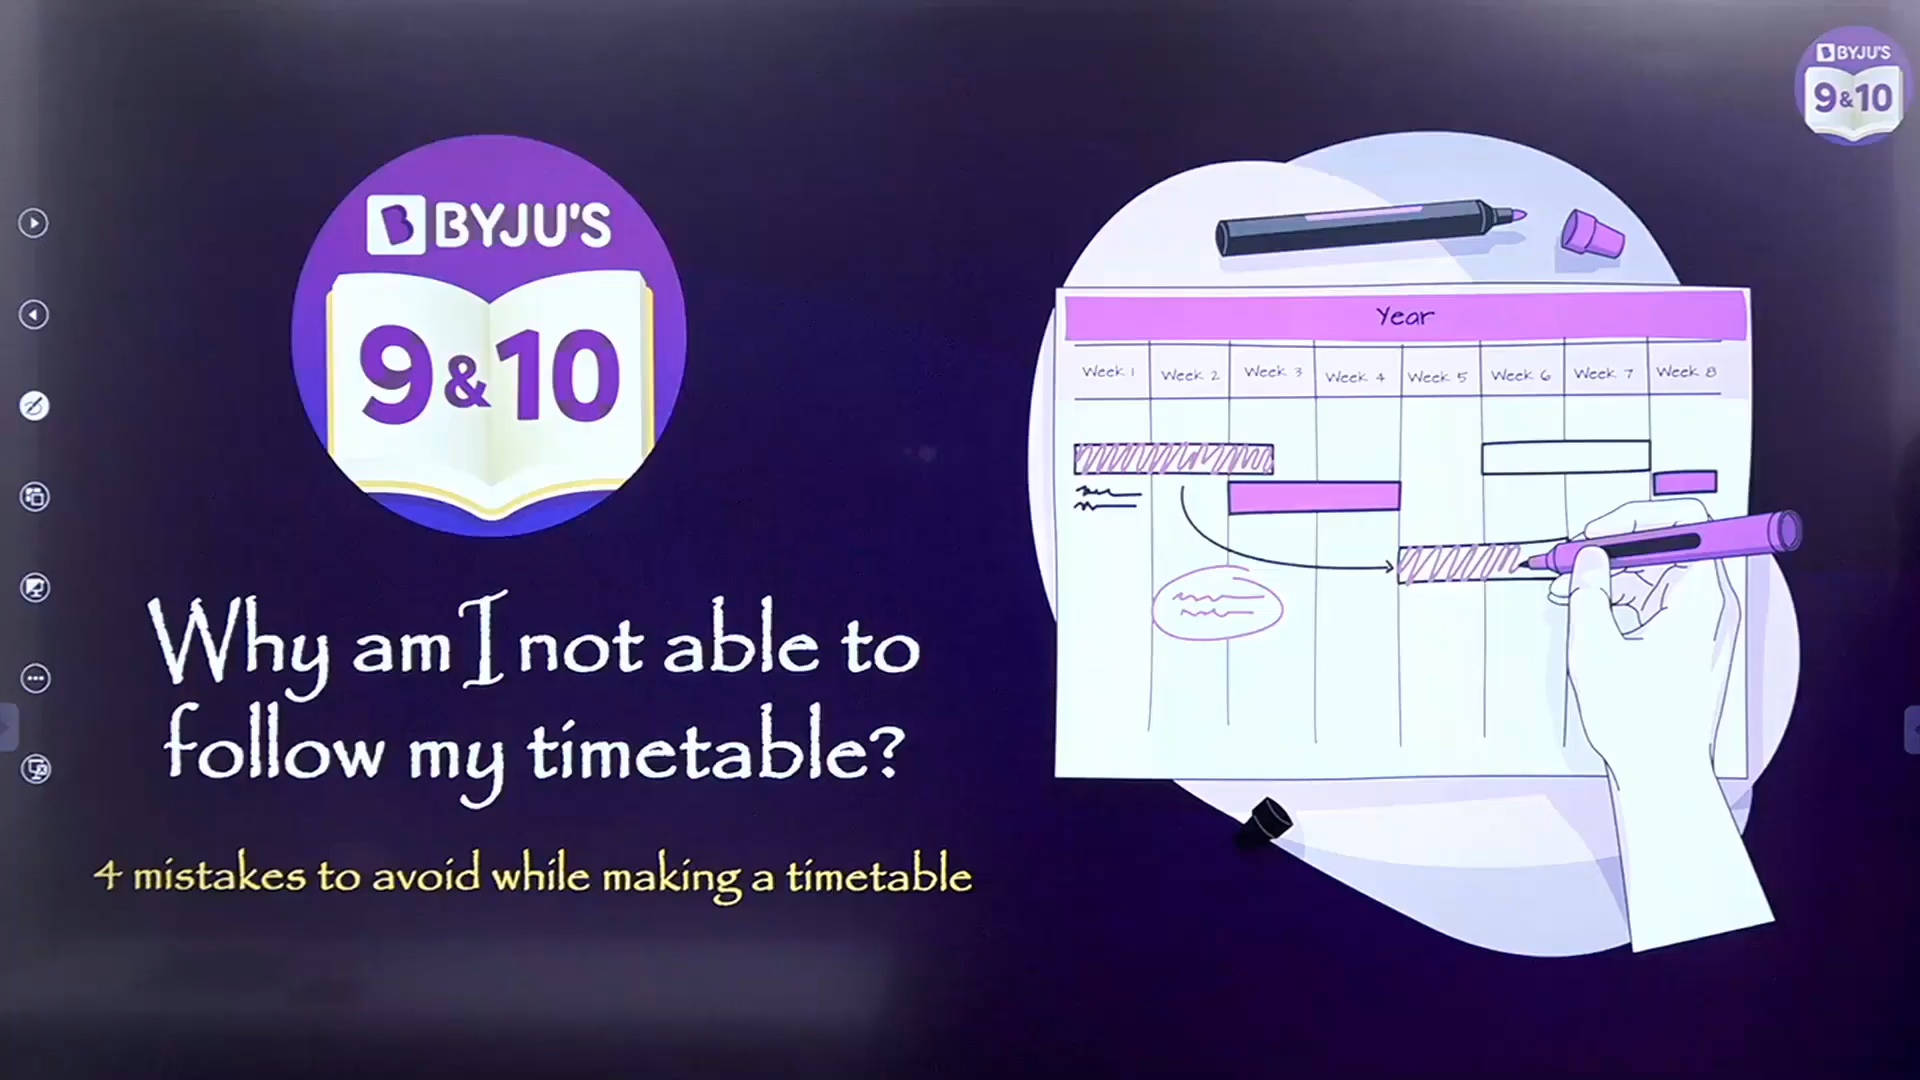 BYJU'S
9&10
BYJU'S
9&10
Why am I not able to
follow my timetable?
4 mistakes to avoid while making a timetable
Year
Week 1 Week 2 Week 3 Week 4 Week 5 Week 6 Week 7 Week 8